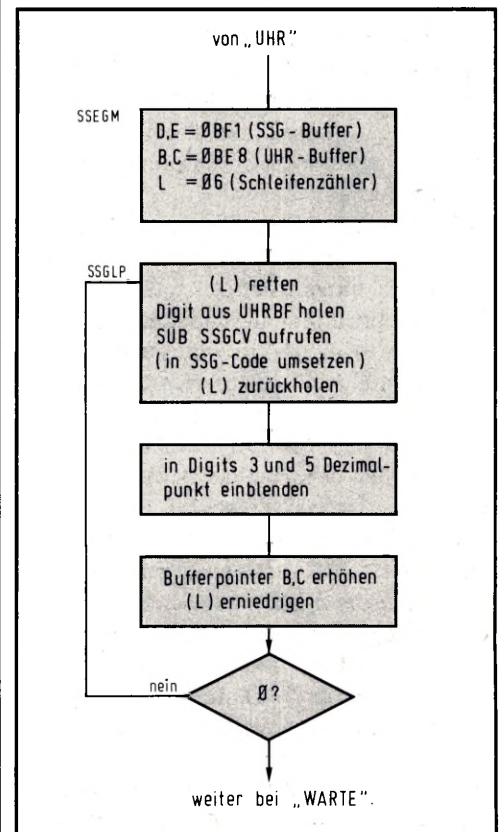 von „UHR"
SSEGM
D,E = ØBF1 (SSG-Buffer)
B,C = ØBE8 (UHR-Buffer)
L = Ø6 (Schleifenzähler)
SSGLP
(L) retten
Digit aus UHRBF holen
SUB SSGCV aufrufen
(in SSG-Code umsetzen)
(L) zurückholen
in Digits 3 und 5 Dezimal-
punkt einblenden
Bufferpointer B,C erhöhen
(L) erniedrigen
nein
Ø?
weiter bei „WARTE".